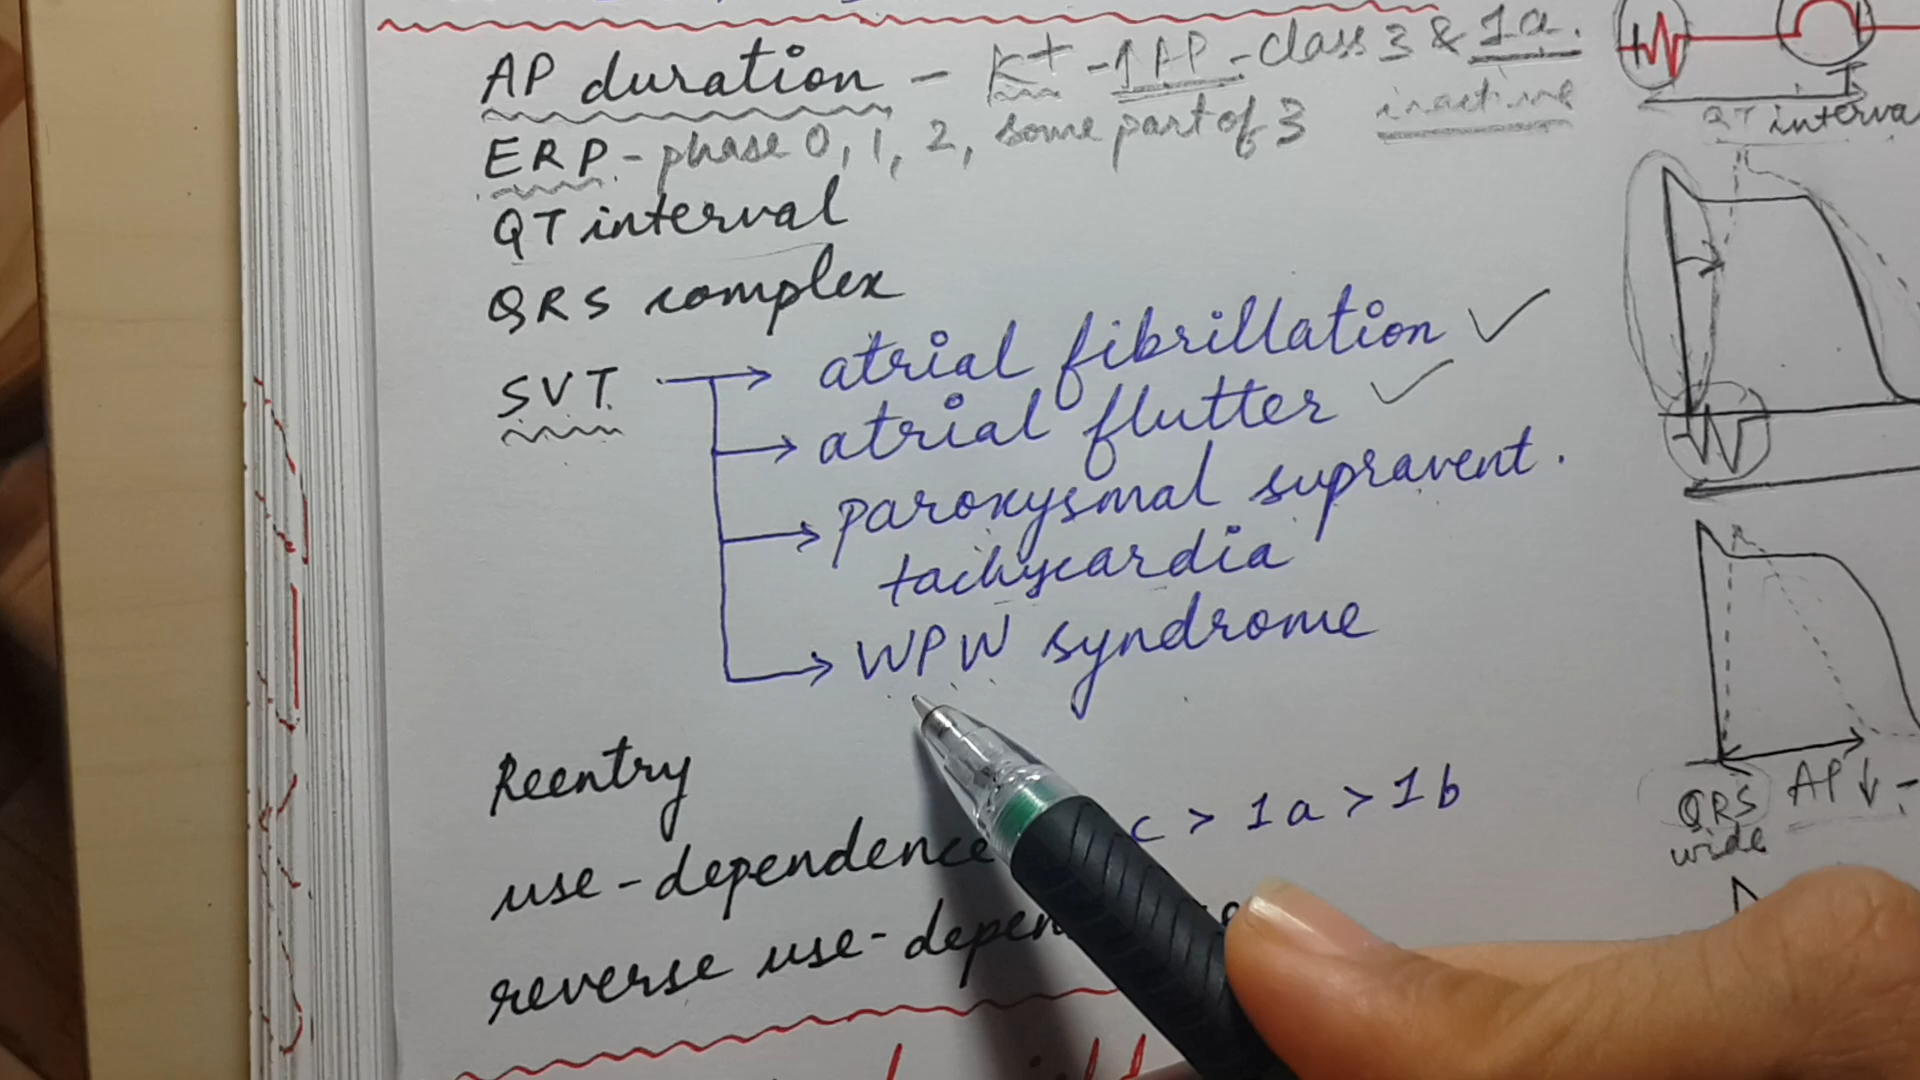 AP duration - K+ - ↑AP - class 3 & 1a.
ERP - phase 0, 1, 2, some part of 3 inactive
QT interval
QRS complex
SVT → atrial fibrillation ✓
→ atrial flutter ✓
→ paroxysmal supravent.
tachycardia
→ WPW syndrome
Reentry
use-dependence c > 1a > 1b
reverse use-depen
QT interva
QRS
wide
AP ↓ -